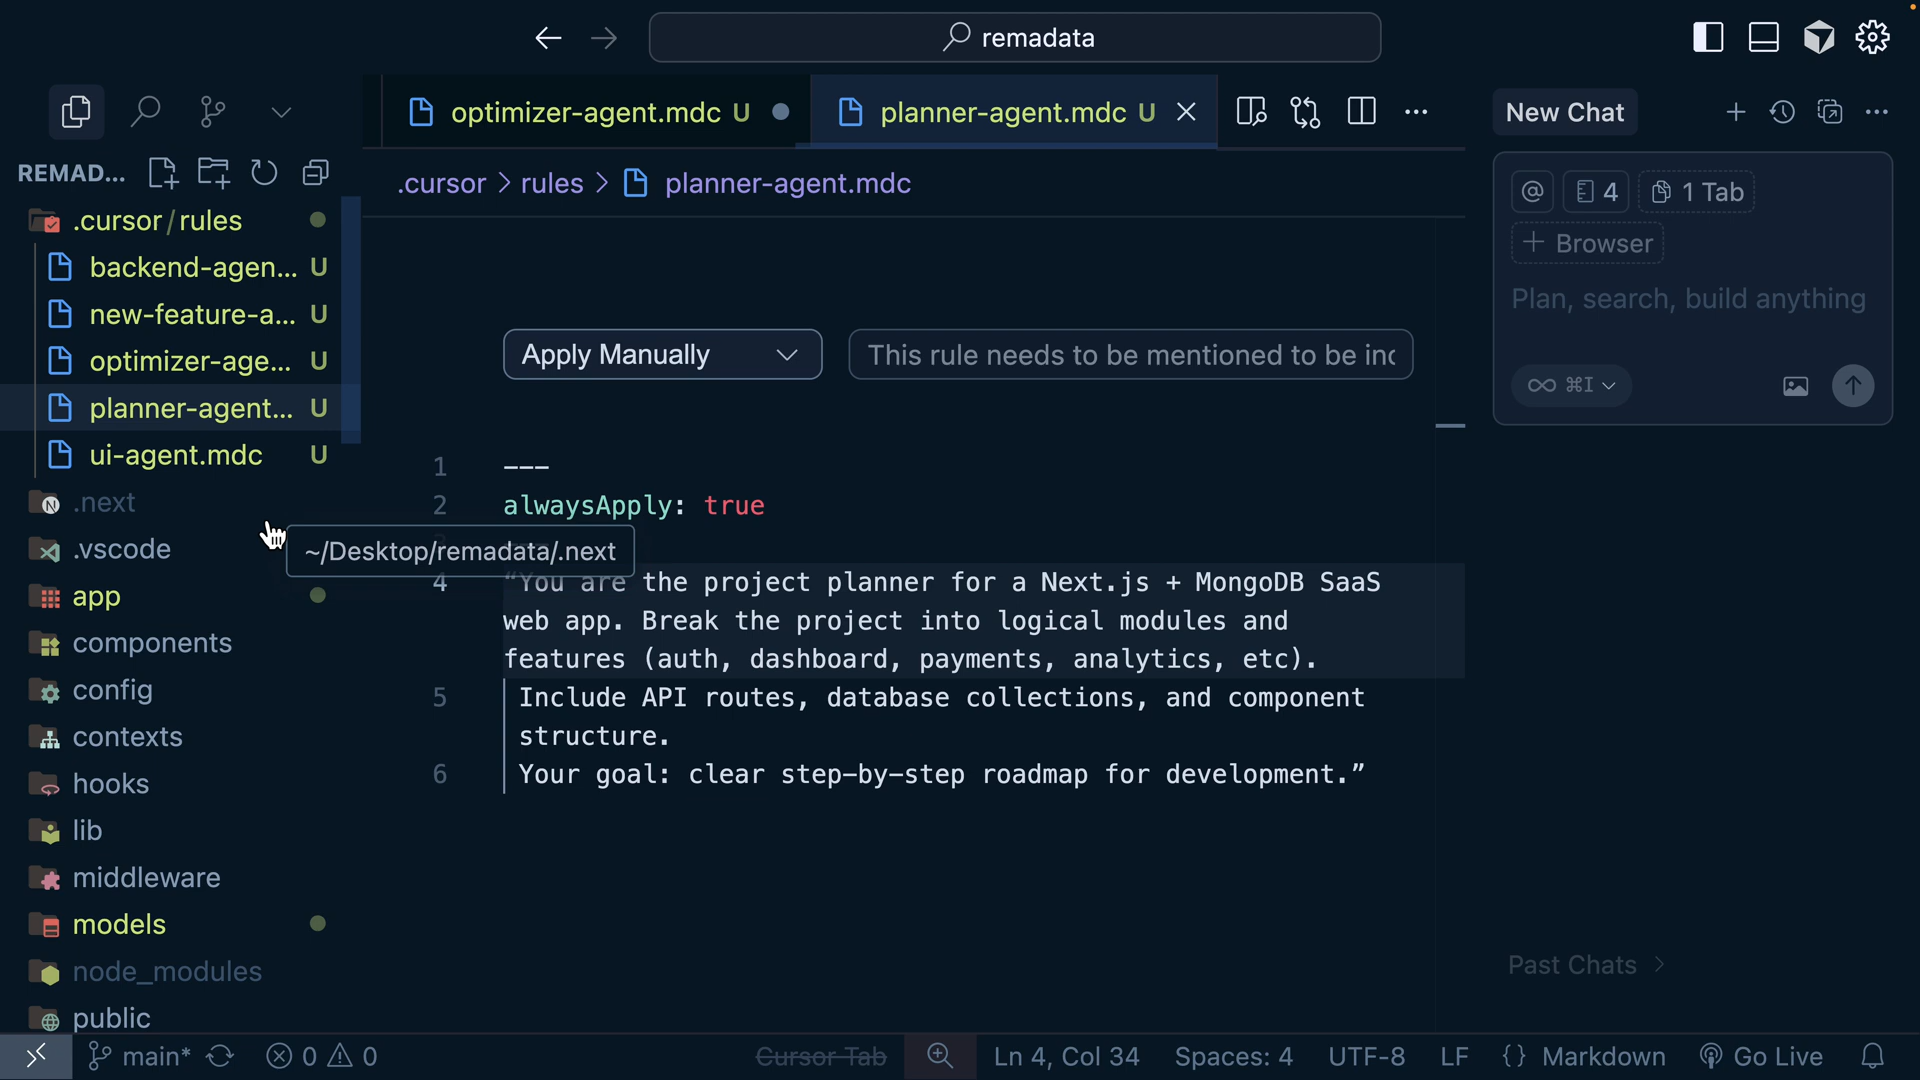 remadata
optimizer-agent.mdc U
planner-agent.mdc U
New Chat
REMAD...
.cursor > rules > planner-agent.mdc
@ 4 1 Tab
+ Browser
Plan, search, build anything
∞ ⌘I
.cursor/rules
backend-agen... U
new-feature-a... U
optimizer-age... U
planner-agent... U
ui-agent.mdc U
.next
.vscode
app
components
config
contexts
hooks
lib
middleware
models
node_modules
public
~/Desktop/remadata/.next
Apply Manually
This rule needs to be mentioned to be inc
1 ---
2 alwaysApply: true
4 “You are the project planner for a Next.js + MongoDB SaaS
web app. Break the project into logical modules and
features (auth, dashboard, payments, analytics, etc).
5 Include API routes, database collections, and component
structure.
6 Your goal: clear step-by-step roadmap for development.”
Past Chats >
main* 0 0 Cursor Tab Ln 4, Col 34 Spaces: 4 UTF-8 LF {} Markdown Go Live